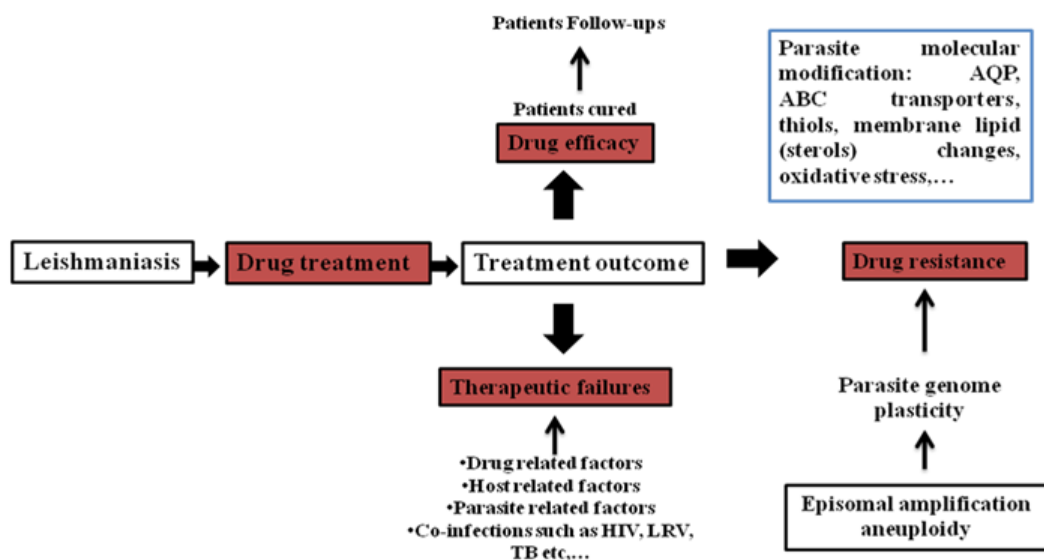 Patients Follow-ups
Patients cured
Drug efficacy
Parasite molecular
modification: AQP,
ABC transporters,
thiols, membrane lipid
(sterols) changes,
oxidative stress,...
Leishmaniasis
Drug treatment
Treatment outcome
Drug resistance
Therapeutic failures
•Drug related factors
•Host related factors
•Parasite related factors
•Co-infections such as HIV, LRV,
TB etc,...
Parasite genome
plasticity
Episomal amplification
aneuploidy